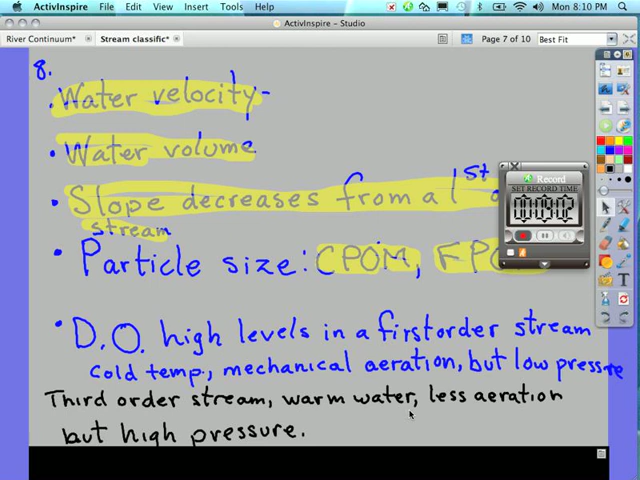 ActivInspire File Edit View Insert Tools Help Mon 8:10 PM
ActivInspire – Studio
River Continuum* Stream classific* Page 7 of 10 Best Fit
8.
• Water velocity-
• Water volume
• Slope decreases from a 1st
stream
• Particle size: CPOM,
Record
SET RECORD TIME
• D.O. high levels in a first order stream
cold temp., mechanical aeration, but low pressure
Third order stream, warm water, less aeration
but high pressure.